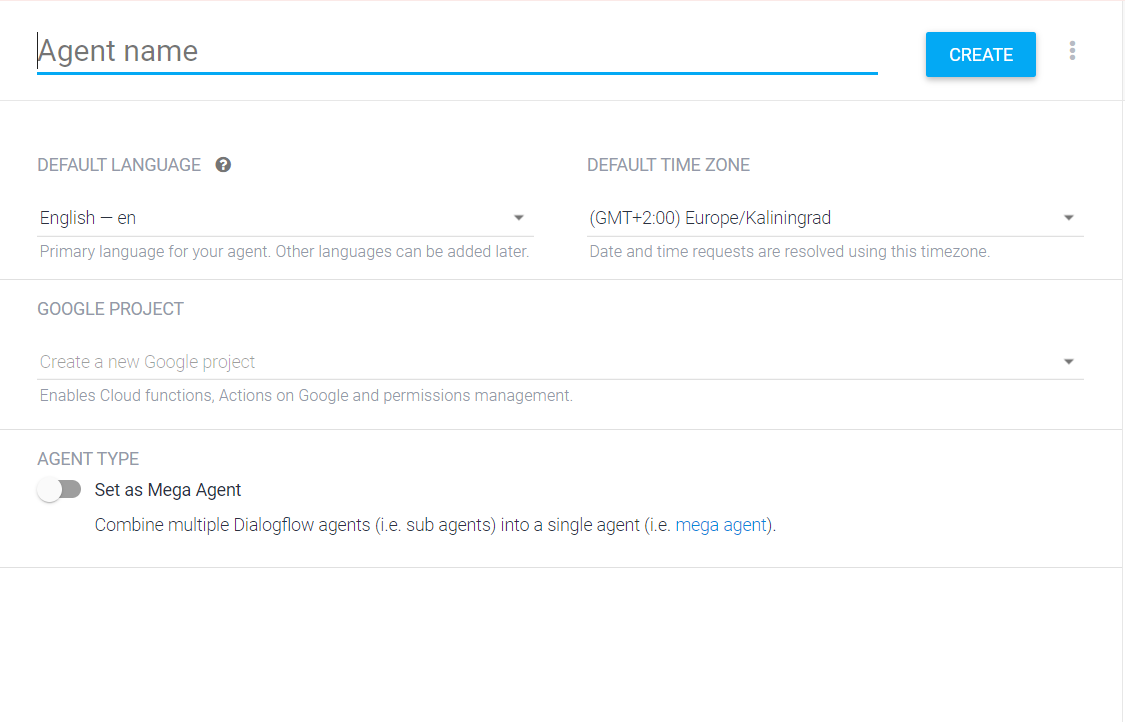 Agent name
CREATE
DEFAULT LANGUAGE ?
DEFAULT TIME ZONE
English — en
(GMT+2:00) Europe/Kaliningrad
Primary language for your agent. Other languages can be added later.
Date and time requests are resolved using this timezone.
GOOGLE PROJECT
Create a new Google project
Enables Cloud functions, Actions on Google and permissions management.
AGENT TYPE
Set as Mega Agent
Combine multiple Dialogflow agents (i.e. sub agents) into a single agent (i.e. mega agent).